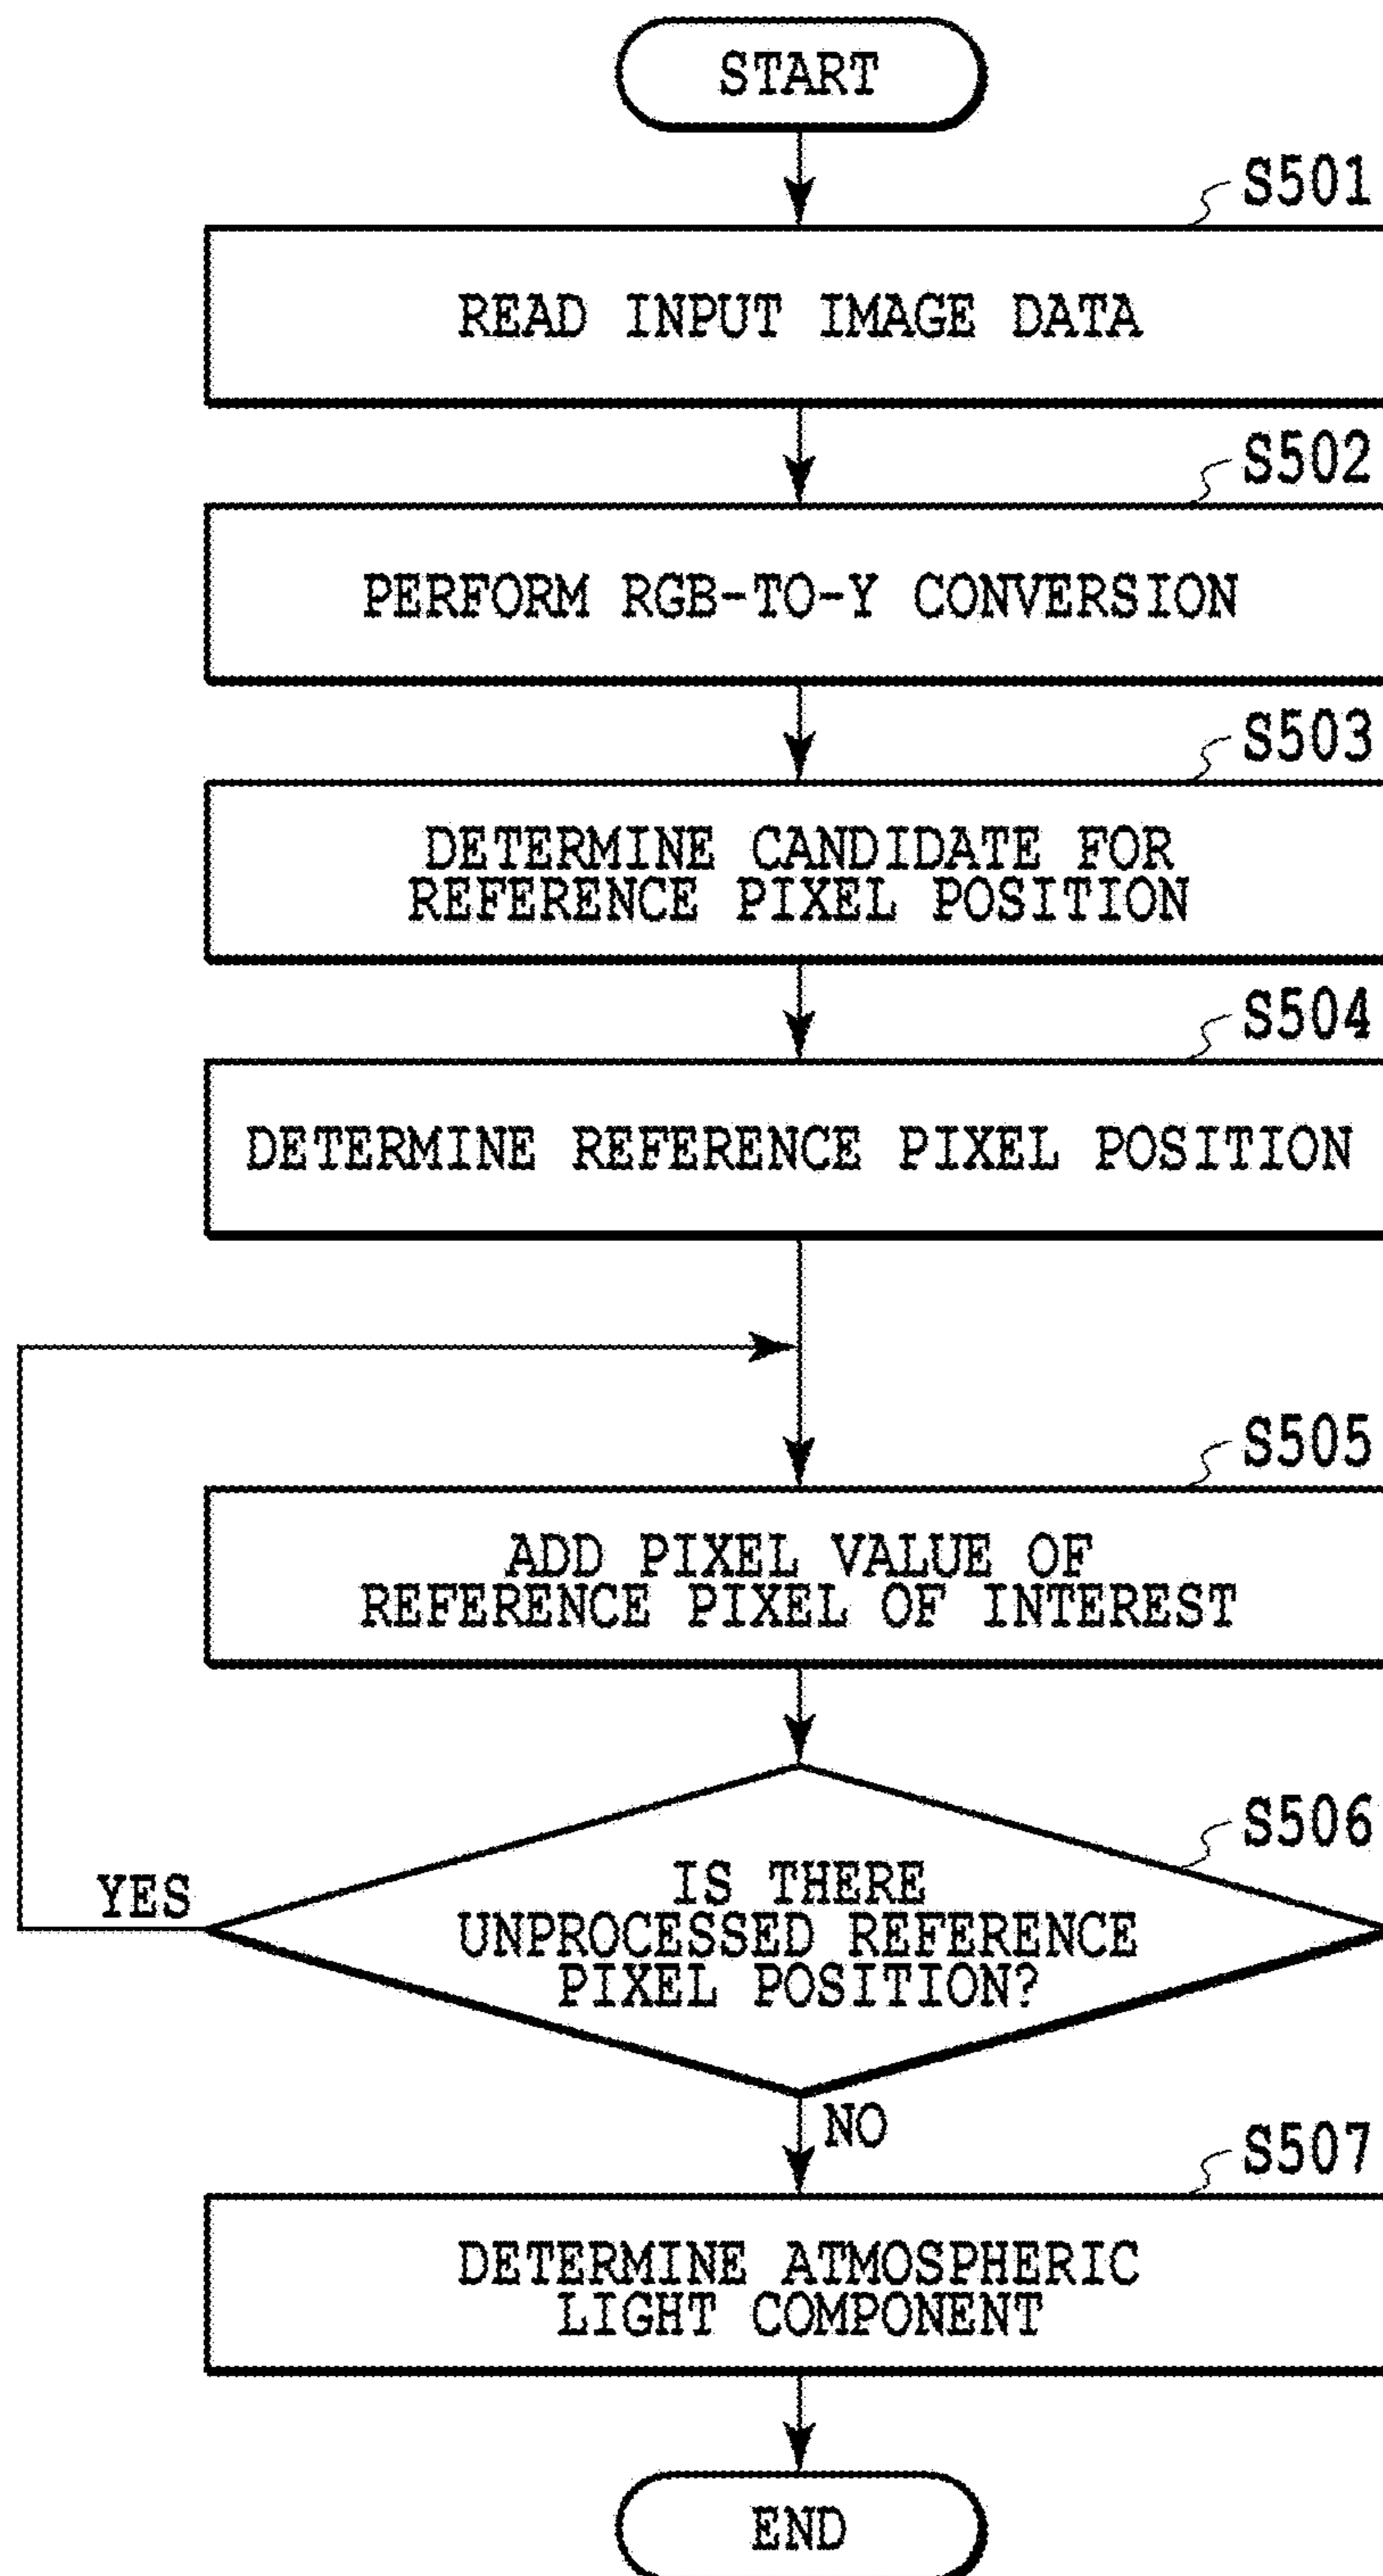 START
S501
READ INPUT IMAGE DATA
S502
PERFORM RGB-TO-Y CONVERSION
S503
DETERMINE CANDIDATE FOR
REFERENCE PIXEL POSITION
S504
DETERMINE REFERENCE PIXEL POSITION
S505
ADD PIXEL VALUE OF
REFERENCE PIXEL OF INTEREST
S506
IS THERE
UNPROCESSED REFERENCE
PIXEL POSITION?
YES
NO
S507
DETERMINE ATMOSPHERIC
LIGHT COMPONENT
END